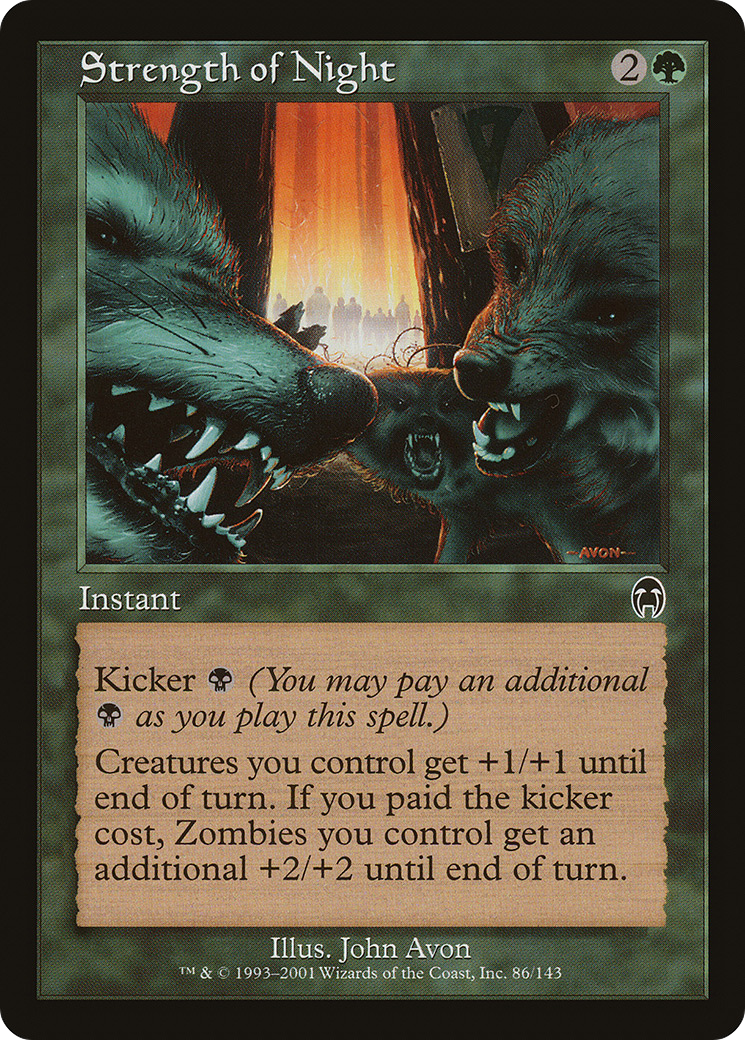 Strength of Night 2
AVON
Instant
Kicker (You may pay an additional
as you play this spell.)
Creatures you control get +1/+1 until
end of turn. If you paid the kicker
cost, Zombies you control get an
additional +2/+2 until end of turn.
Illus. John Avon
™ & © 1993–2001 Wizards of the Coast, Inc. 86/143